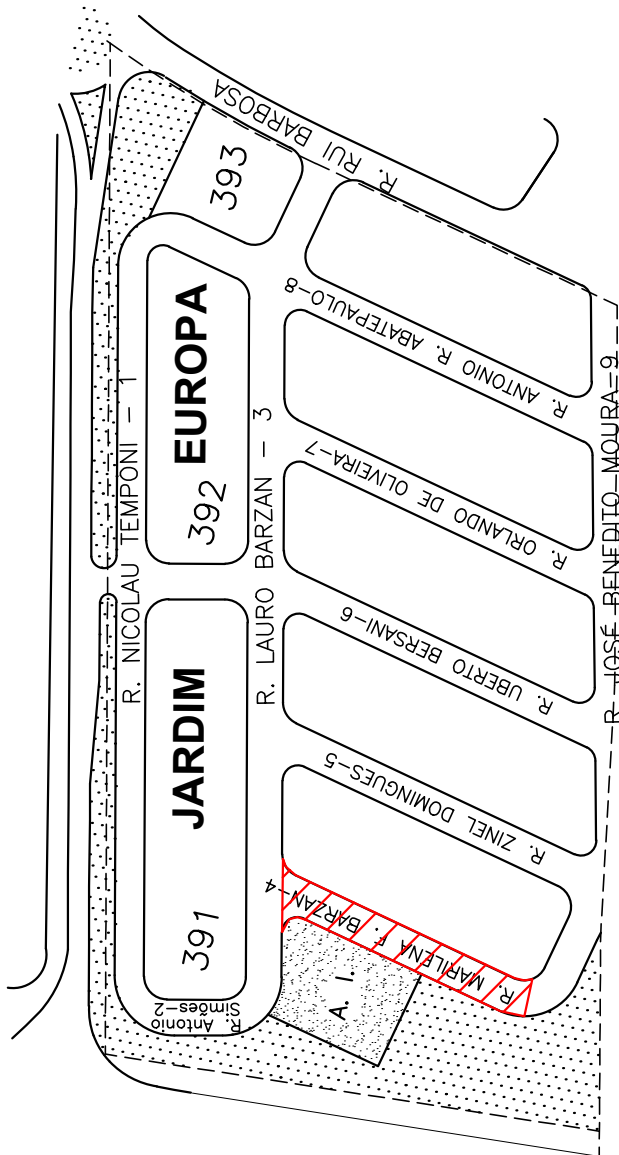 R. RUI BARBOSA
393
R. ANTONIO R. ABATEPAULO-8
EUROPA
392
R. NICOLAU TEMPONI - 1
R. LAURO BARZAN - 3
R. ORLANDO DE OLIVEIRA-7
R. JOSÉ BENEDITO MOURA-9
R. UBERTO BERSANI-6
JARDIM
391
R. ZINEL DOMINGUES-5
R. MARILENA F. BARZAN-4
A. I.
R. Antonio
Simões-2